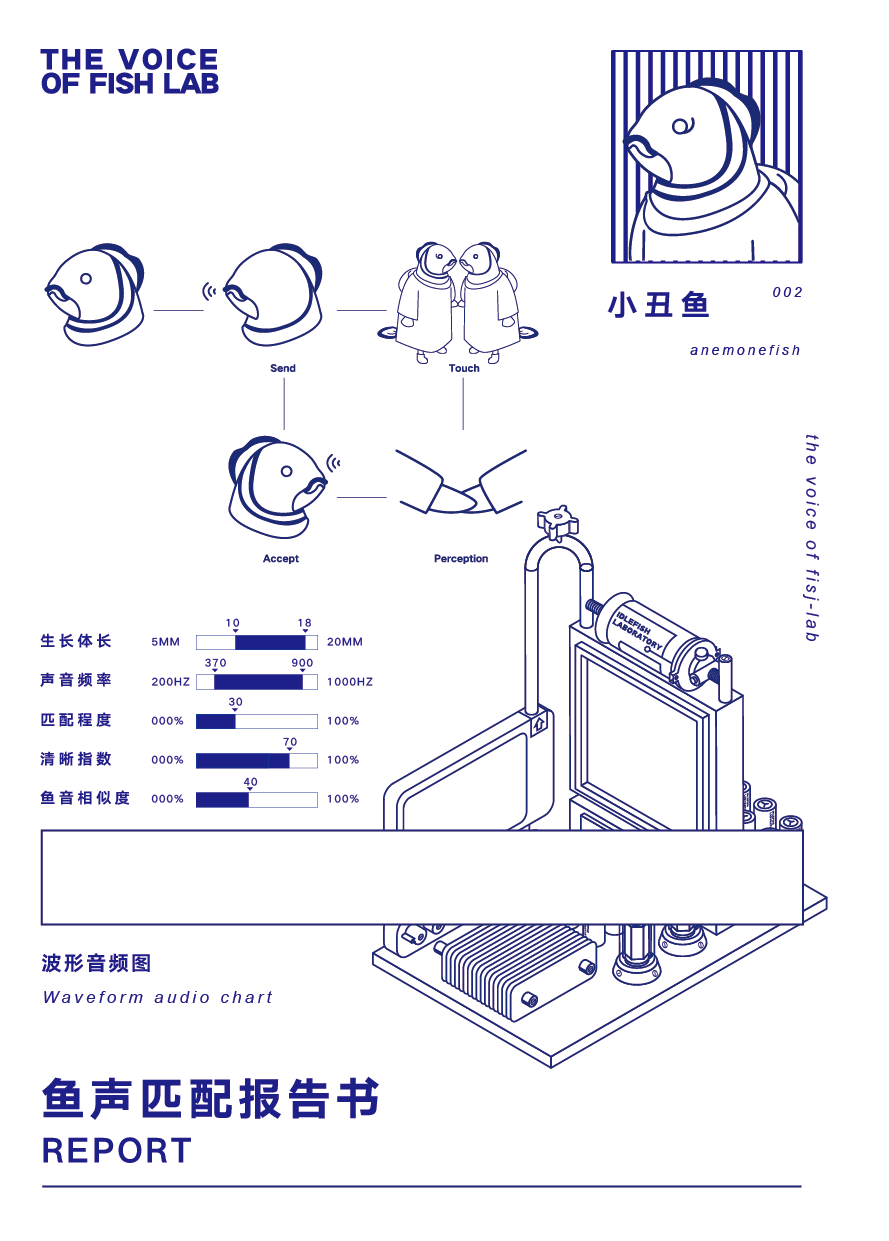 THE VOICE
OF FISH LAB
小丑鱼
002
anemonefish
Send
Touch
Accept
Perception
the voice of fisj-lab
IDLEFISH
LABORATORY
10 18
生长体长 5MM 20MM
370 900
声音频率 200HZ 1000HZ
30
匹配程度 000% 100%
70
清晰指数 000% 100%
40
鱼音相似度 000% 100%
波形音频图
Waveform audio chart
鱼声匹配报告书
REPORT